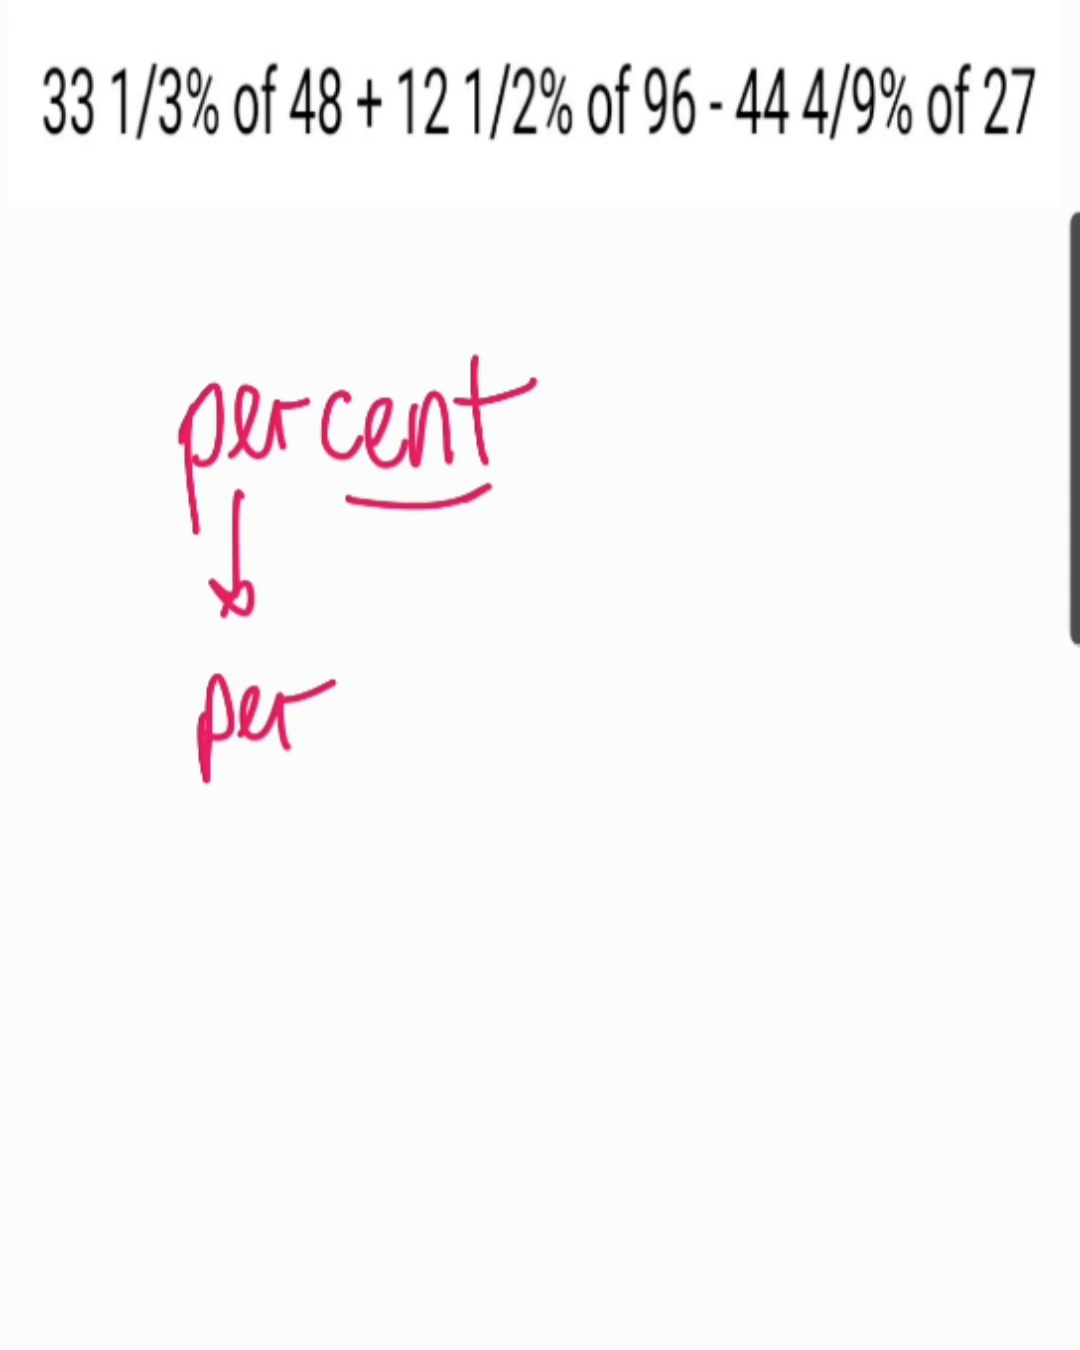 33 1/3% of 48 + 12 1/2% of 96 - 44 4/9% of 27
percent
per